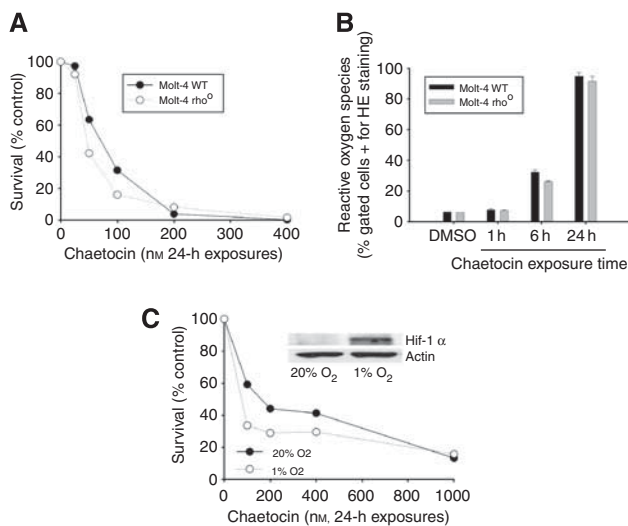 A
Survival (% control)
100
80
60
40
20
0
Molt-4 WT
Molt-4 rho⁰
0 100 200 300 400
Chaetocin (nM 24-h exposures)
B
Reactive oxygen species
(% gated cells + for HE staining)
100
80
60
40
20
0
Molt-4 WT
Molt-4 rho⁰
DMSO 1 h 6 h 24 h
Chaetocin exposure time
C
Survival (% control)
100
80
60
40
20
0
Hif-1 α
Actin
20% O₂ 1% O₂
20% O2
1% O2
0 200 400 600 800 1000
Chaetocin (nM, 24-h exposures)